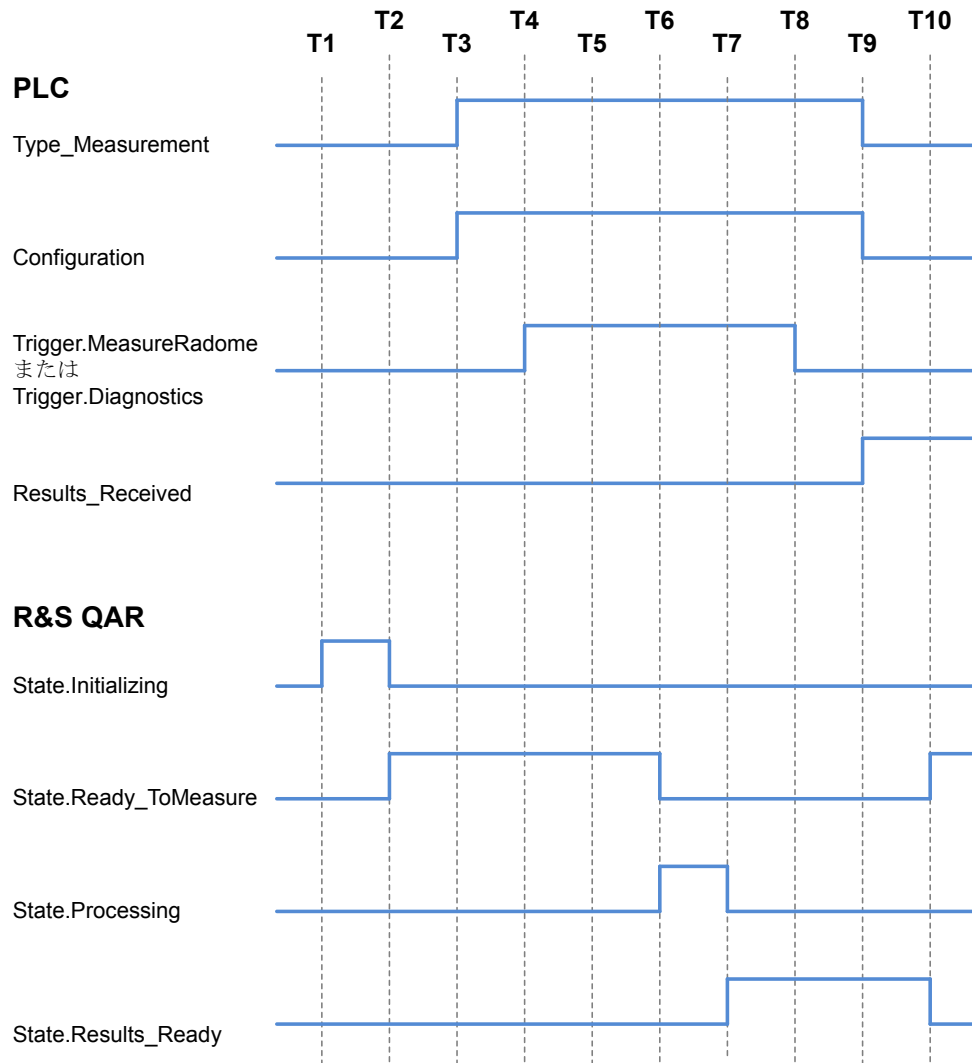 T2 T4 T6 T8 T10
T1 T3 T5 T7 T9
PLC
Type_Measurement
Configuration
Trigger.MeasureRadome
または
Trigger.Diagnostics
Results_Received
R&S QAR
State.Initializing
State.Ready_ToMeasure
State.Processing
State.Results_Ready